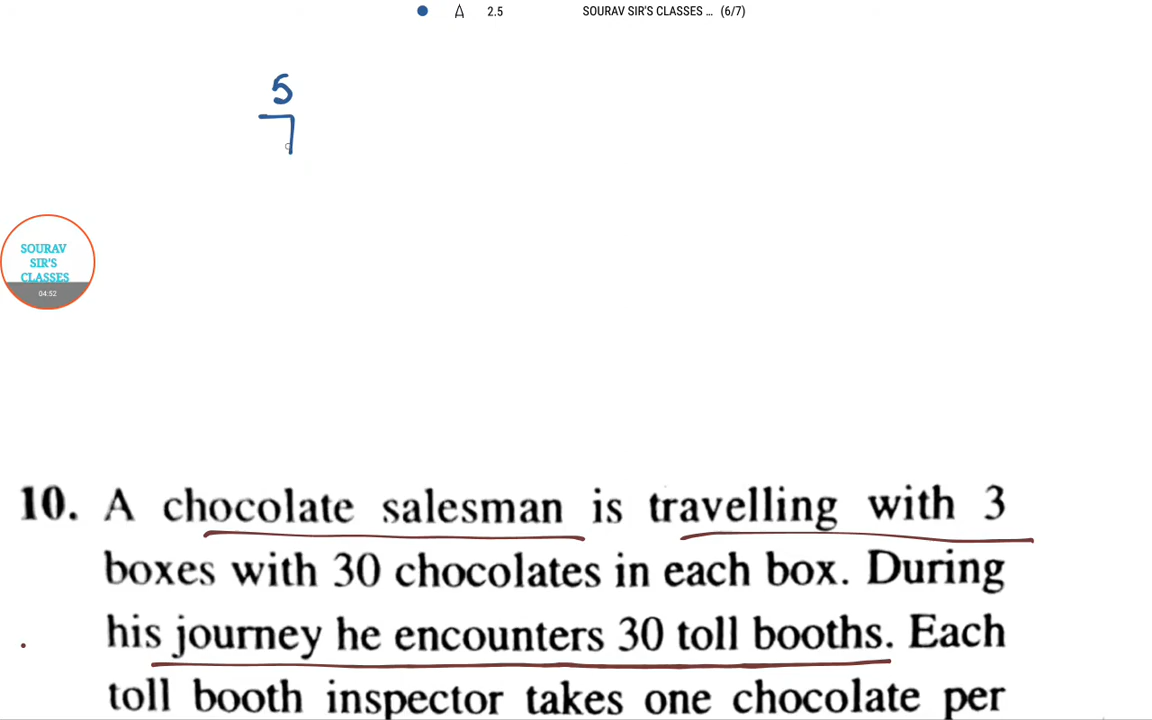 2.5 SOURAV SIR'S CLASSES ... (6/7)
5
7
SOURAV
SIR'S
CLASSES
04:52
10. A chocolate salesman is travelling with 3
boxes with 30 chocolates in each box. During
his journey he encounters 30 toll booths. Each
toll booth inspector takes one chocolate per